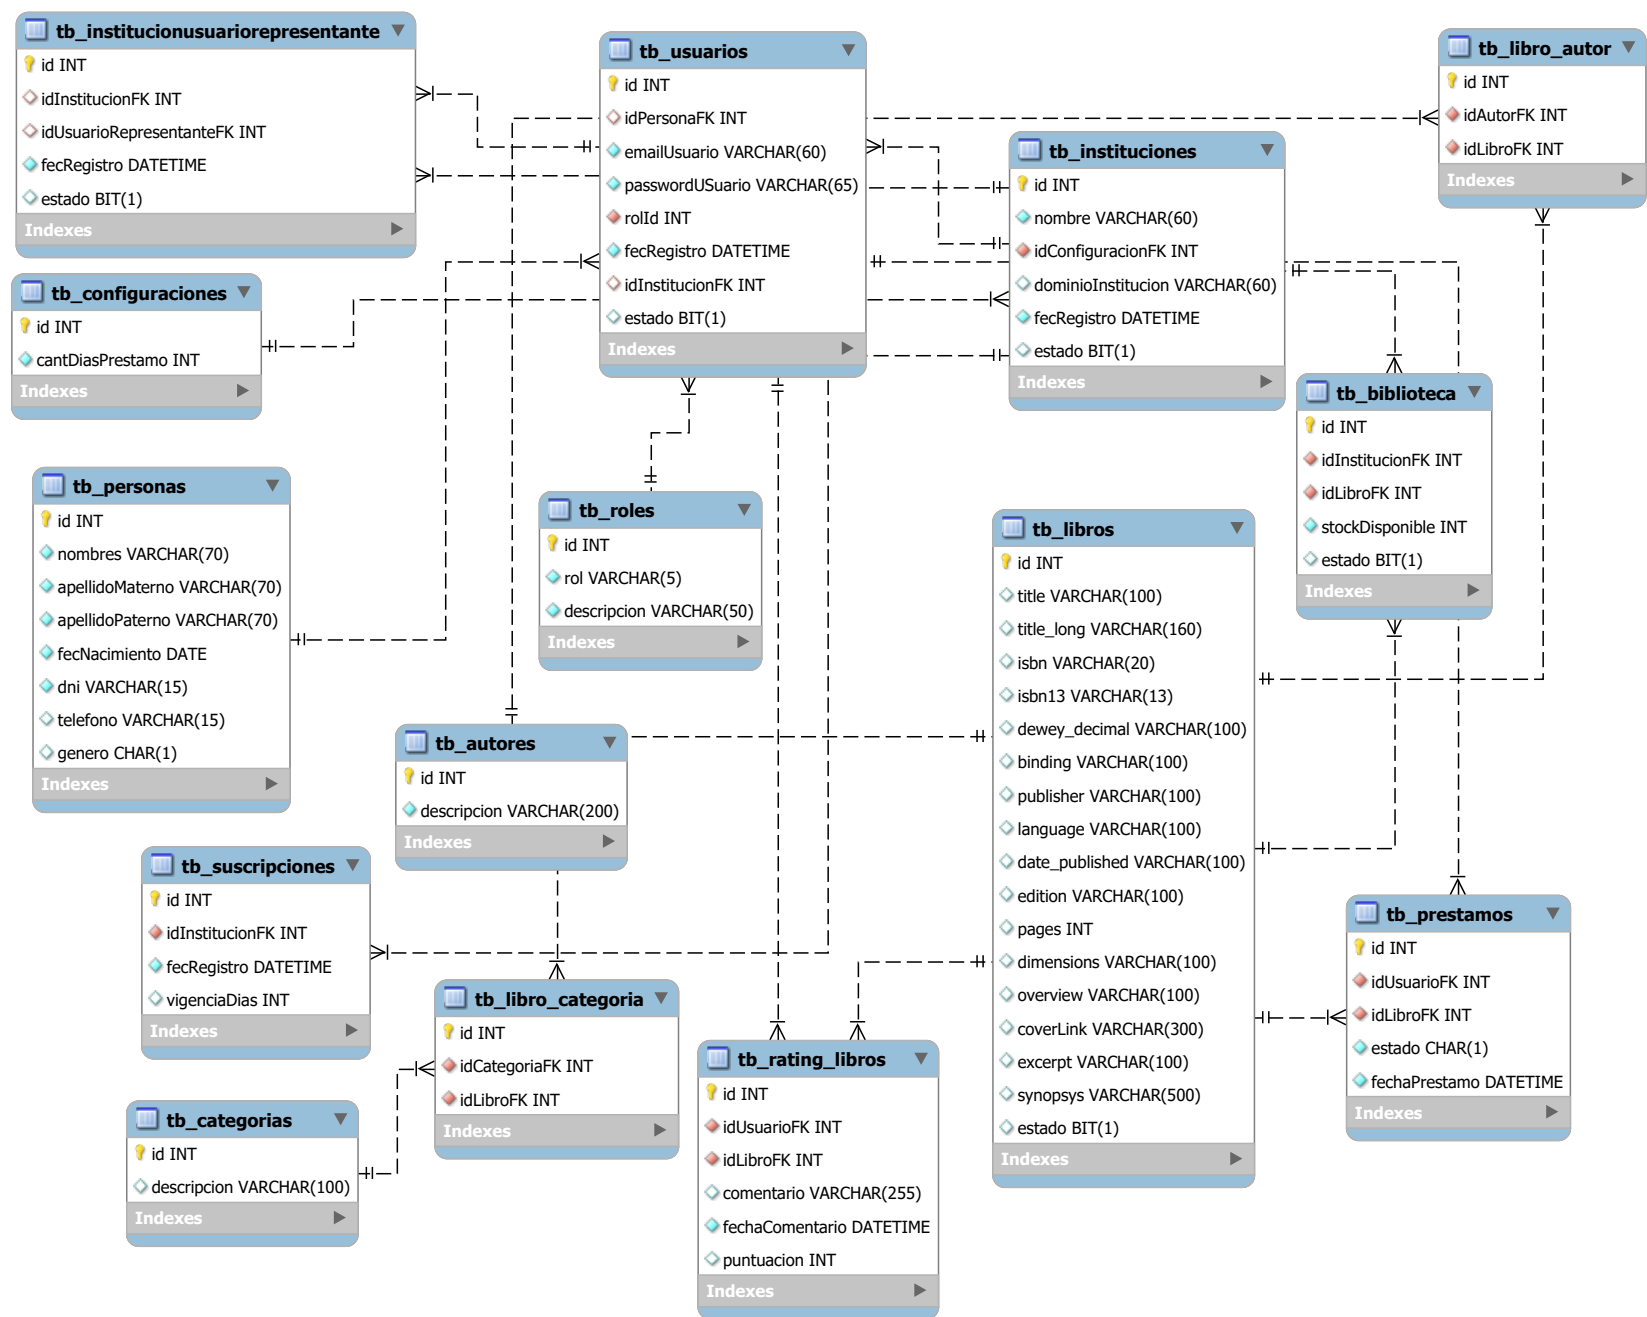 tb_institucionusuariorepresentante
id INT
idInstitucionFK INT
idUsuarioRepresentanteFK INT
fecRegistro DATETIME
estado BIT(1)
Indexes
tb_usuarios
id INT
idPersonaFK INT
emailUsuario VARCHAR(60)
passwordUSuario VARCHAR(65)
rolId INT
fecRegistro DATETIME
idInstitucionFK INT
estado BIT(1)
Indexes
tb_instituciones
id INT
nombre VARCHAR(60)
idConfiguracionFK INT
dominioInstitucion VARCHAR(60)
fecRegistro DATETIME
estado BIT(1)
Indexes
tb_libro_autor
id INT
idAutorFK INT
idLibroFK INT
Indexes
tb_configuraciones
id INT
cantDiasPrestamo INT
Indexes
tb_biblioteca
id INT
idInstitucionFK INT
idLibroFK INT
stockDisponible INT
estado BIT(1)
Indexes
tb_personas
id INT
nombres VARCHAR(70)
apellidoMaterno VARCHAR(70)
apellidoPaterno VARCHAR(70)
fecNacimiento DATE
dni VARCHAR(15)
telefono VARCHAR(15)
genero CHAR(1)
Indexes
tb_roles
id INT
rol VARCHAR(5)
descripcion VARCHAR(50)
Indexes
tb_libros
id INT
title VARCHAR(100)
title_long VARCHAR(160)
isbn VARCHAR(20)
isbn13 VARCHAR(13)
dewey_decimal VARCHAR(100)
binding VARCHAR(100)
publisher VARCHAR(100)
language VARCHAR(100)
date_published VARCHAR(100)
edition VARCHAR(100)
pages INT
dimensions VARCHAR(100)
overview VARCHAR(100)
coverLink VARCHAR(300)
excerpt VARCHAR(100)
synopsys VARCHAR(500)
estado BIT(1)
Indexes
tb_autores
id INT
descripcion VARCHAR(200)
Indexes
tb_suscripciones
id INT
idInstitucionFK INT
fecRegistro DATETIME
vigenciaDias INT
Indexes
tb_prestamos
id INT
idUsuarioFK INT
idLibroFK INT
estado CHAR(1)
fechaPrestamo DATETIME
Indexes
tb_libro_categoria
id INT
idCategoriaFK INT
idLibroFK INT
Indexes
tb_rating_libros
id INT
idUsuarioFK INT
idLibroFK INT
comentario VARCHAR(255)
fechaComentario DATETIME
puntuacion INT
Indexes
tb_categorias
id INT
descripcion VARCHAR(100)
Indexes